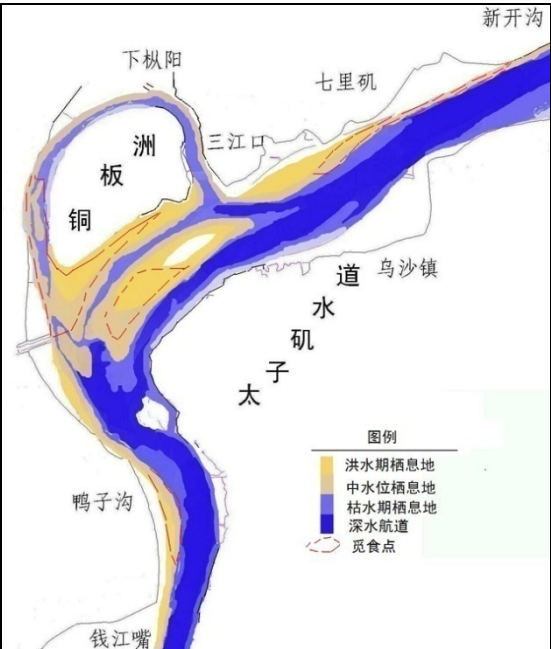 新开沟
下枞阳
七里矶
三江口
铜板洲
乌沙镇
太子矶水道
鸭子沟
钱江嘴
图例
洪水期栖息地
中水位栖息地
枯水期栖息地
深水航道
觅食点